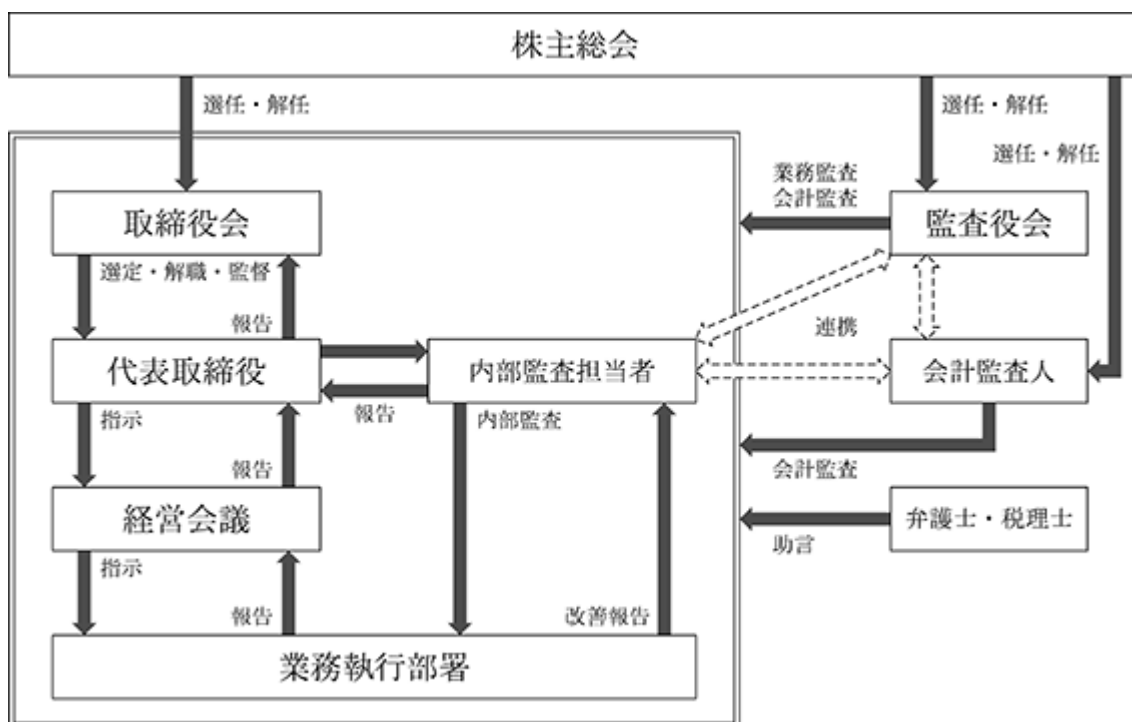 株主総会
選任・解任
選任・解任
選任・解任
業務監査
会計監査
取締役会
監査役会
選定・解職・監督
報告
連携
代表取締役
内部監査担当者
会計監査人
指示
報告
内部監査
報告
会計監査
経営会議
弁護士・税理士
助言
指示
報告
改善報告
業務執行部署